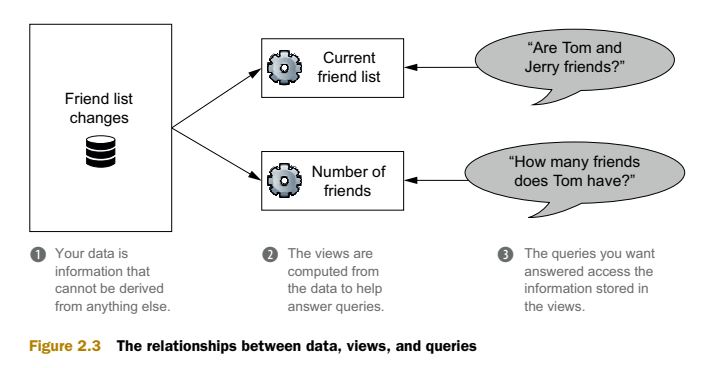 Friend list
changes
Current
friend list
“Are Tom and
Jerry friends?”
Number of
friends
“How many friends
does Tom have?”
1 Your data is
information that
cannot be derived
from anything else.
2 The views are
computed from
the data to help
answer queries.
3 The queries you want
answered access the
information stored in
the views.
Figure 2.3 The relationships between data, views, and queries